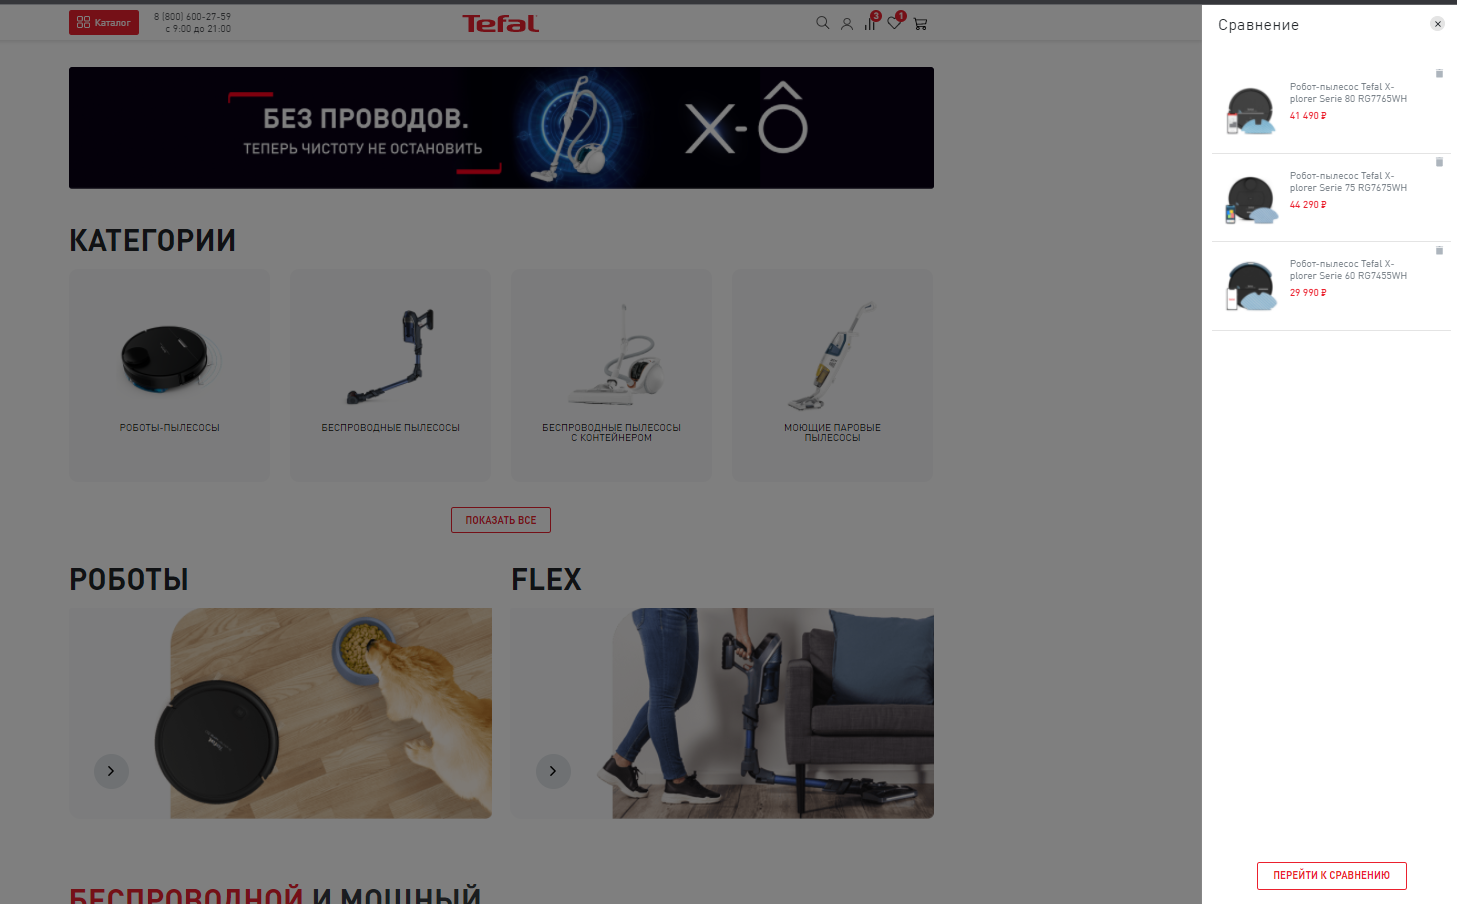 Каталог
8 (800) 600-27-59
с 9:00 до 21:00
Tefal
3
1
БЕЗ ПРОВОДОВ.
ТЕПЕРЬ ЧИСТОТУ НЕ ОСТАНОВИТЬ
X-Ô
КАТЕГОРИИ
РОБОТЫ-ПЫЛЕСОСЫ
БЕСПРОВОДНЫЕ ПЫЛЕСОСЫ
БЕСПРОВОДНЫЕ ПЫЛЕСОСЫ
С КОНТЕЙНЕРОМ
МОЮЩИЕ ПАРОВЫЕ
ПЫЛЕСОСЫ
ПОКАЗАТЬ ВСЕ
РОБОТЫ
FLEX
БЕСПРОВОДНОЙ И МОЩНЫЙ
Сравнение
Робот-пылесос Tefal X-
plorer Serie 80 RG7765WH
41 490 ₽
Робот-пылесос Tefal X-
plorer Serie 75 RG7675WH
44 290 ₽
Робот-пылесос Tefal X-
plorer Serie 60 RG7455WH
29 990 ₽
ПЕРЕЙТИ К СРАВНЕНИЮ